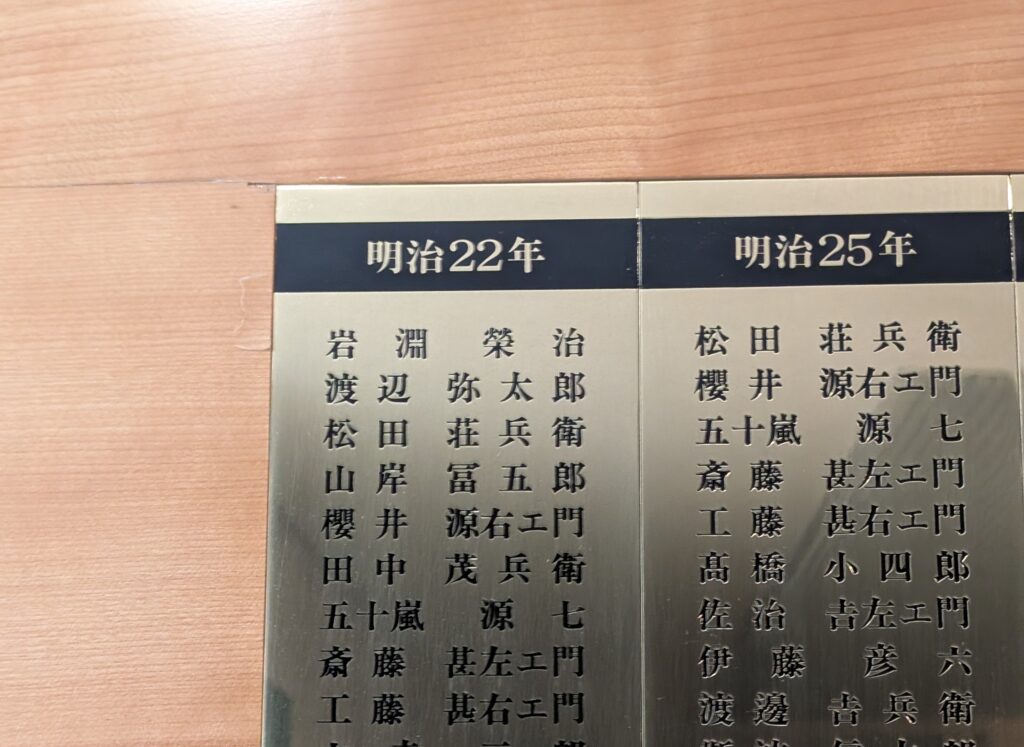 明治22年
岩淵榮治
渡辺弥太郎
松田荘兵衛
山岸冨五郎
櫻井源右エ門
田中茂兵衛
五十嵐源七
斎藤甚左エ門
工藤甚右エ門
明治25年
松田荘兵衛
櫻井源右エ門
五十嵐源七
斎藤甚左エ門
工藤甚右エ門
髙橋小四郎
佐治𠮷左エ門
伊藤彦六
渡邊𠮷兵衛